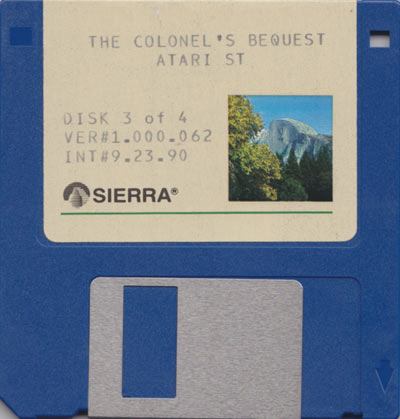 THE COLONEL'S BEQUEST
ATARI ST
DISK 3 of 4
VER#1.000.062
INT#9.23.90
SIERRA®